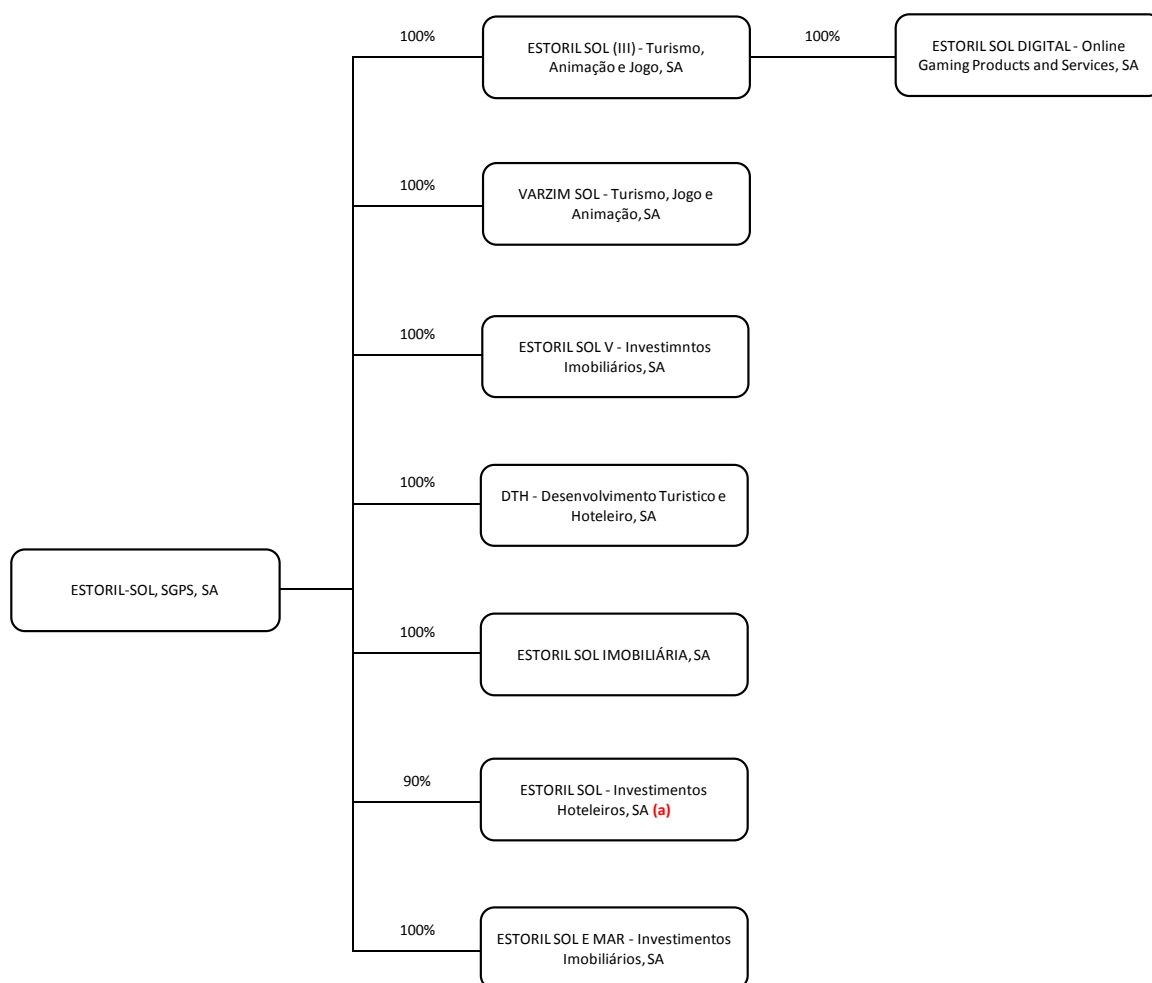 100%
ESTORIL SOL (III) - Turismo,
Animação e Jogo, SA
100%
ESTORIL SOL DIGITAL - Online
Gaming Products and Services, SA
100%
VARZIM SOL - Turismo, Jogo e
Animação, SA
100%
ESTORIL SOL V - Investimntos
Imobiliários, SA
100%
DTH - Desenvolvimento Turistico e
Hoteleiro, SA
ESTORIL-SOL, SGPS, SA
100%
ESTORIL SOL IMOBILIÁRIA, SA
90%
ESTORIL SOL - Investimentos
Hoteleiros, SA (a)
100%
ESTORIL SOL E MAR - Investimentos
Imobiliários, SA